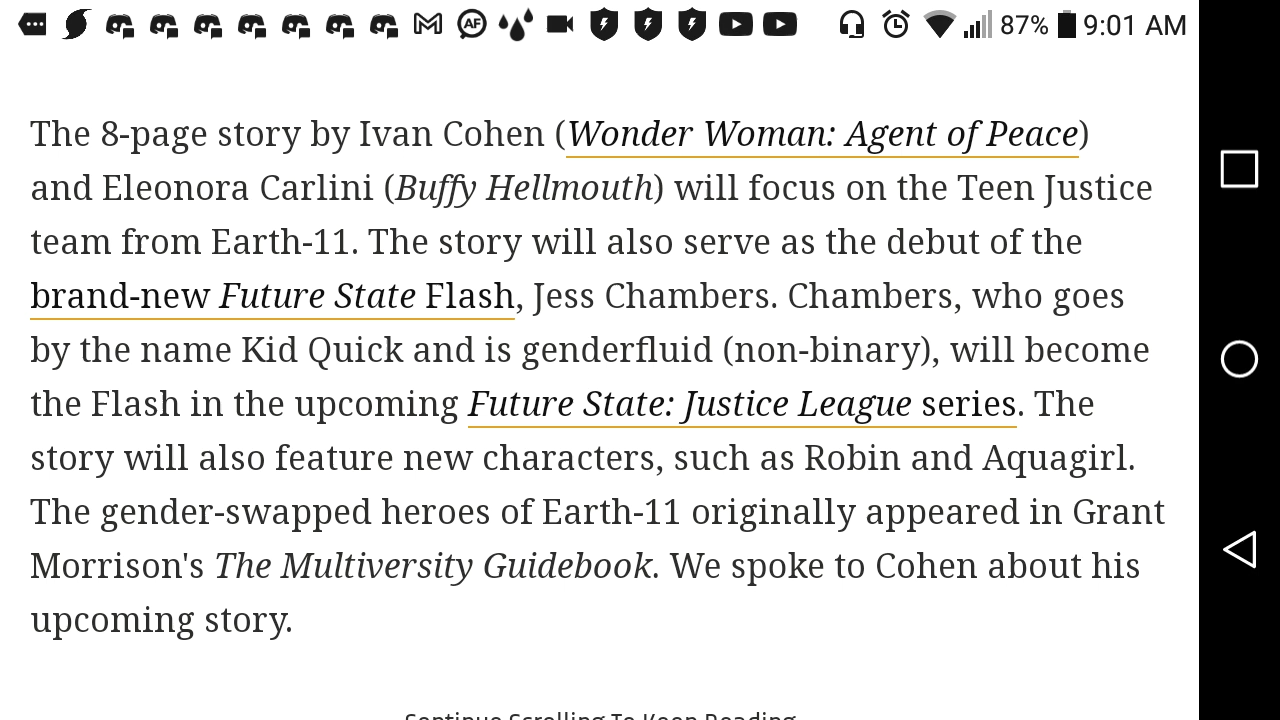 87% 9:01 AM
The 8-page story by Ivan Cohen (Wonder Woman: Agent of Peace)
and Eleonora Carlini (Buffy Hellmouth) will focus on the Teen Justice
team from Earth-11. The story will also serve as the debut of the
brand-new Future State Flash, Jess Chambers. Chambers, who goes
by the name Kid Quick and is genderfluid (non-binary), will become
the Flash in the upcoming Future State: Justice League series. The
story will also feature new characters, such as Robin and Aquagirl.
The gender-swapped heroes of Earth-11 originally appeared in Grant
Morrison's The Multiversity Guidebook. We spoke to Cohen about his
upcoming story.
Continue Scrolling To Keep Reading